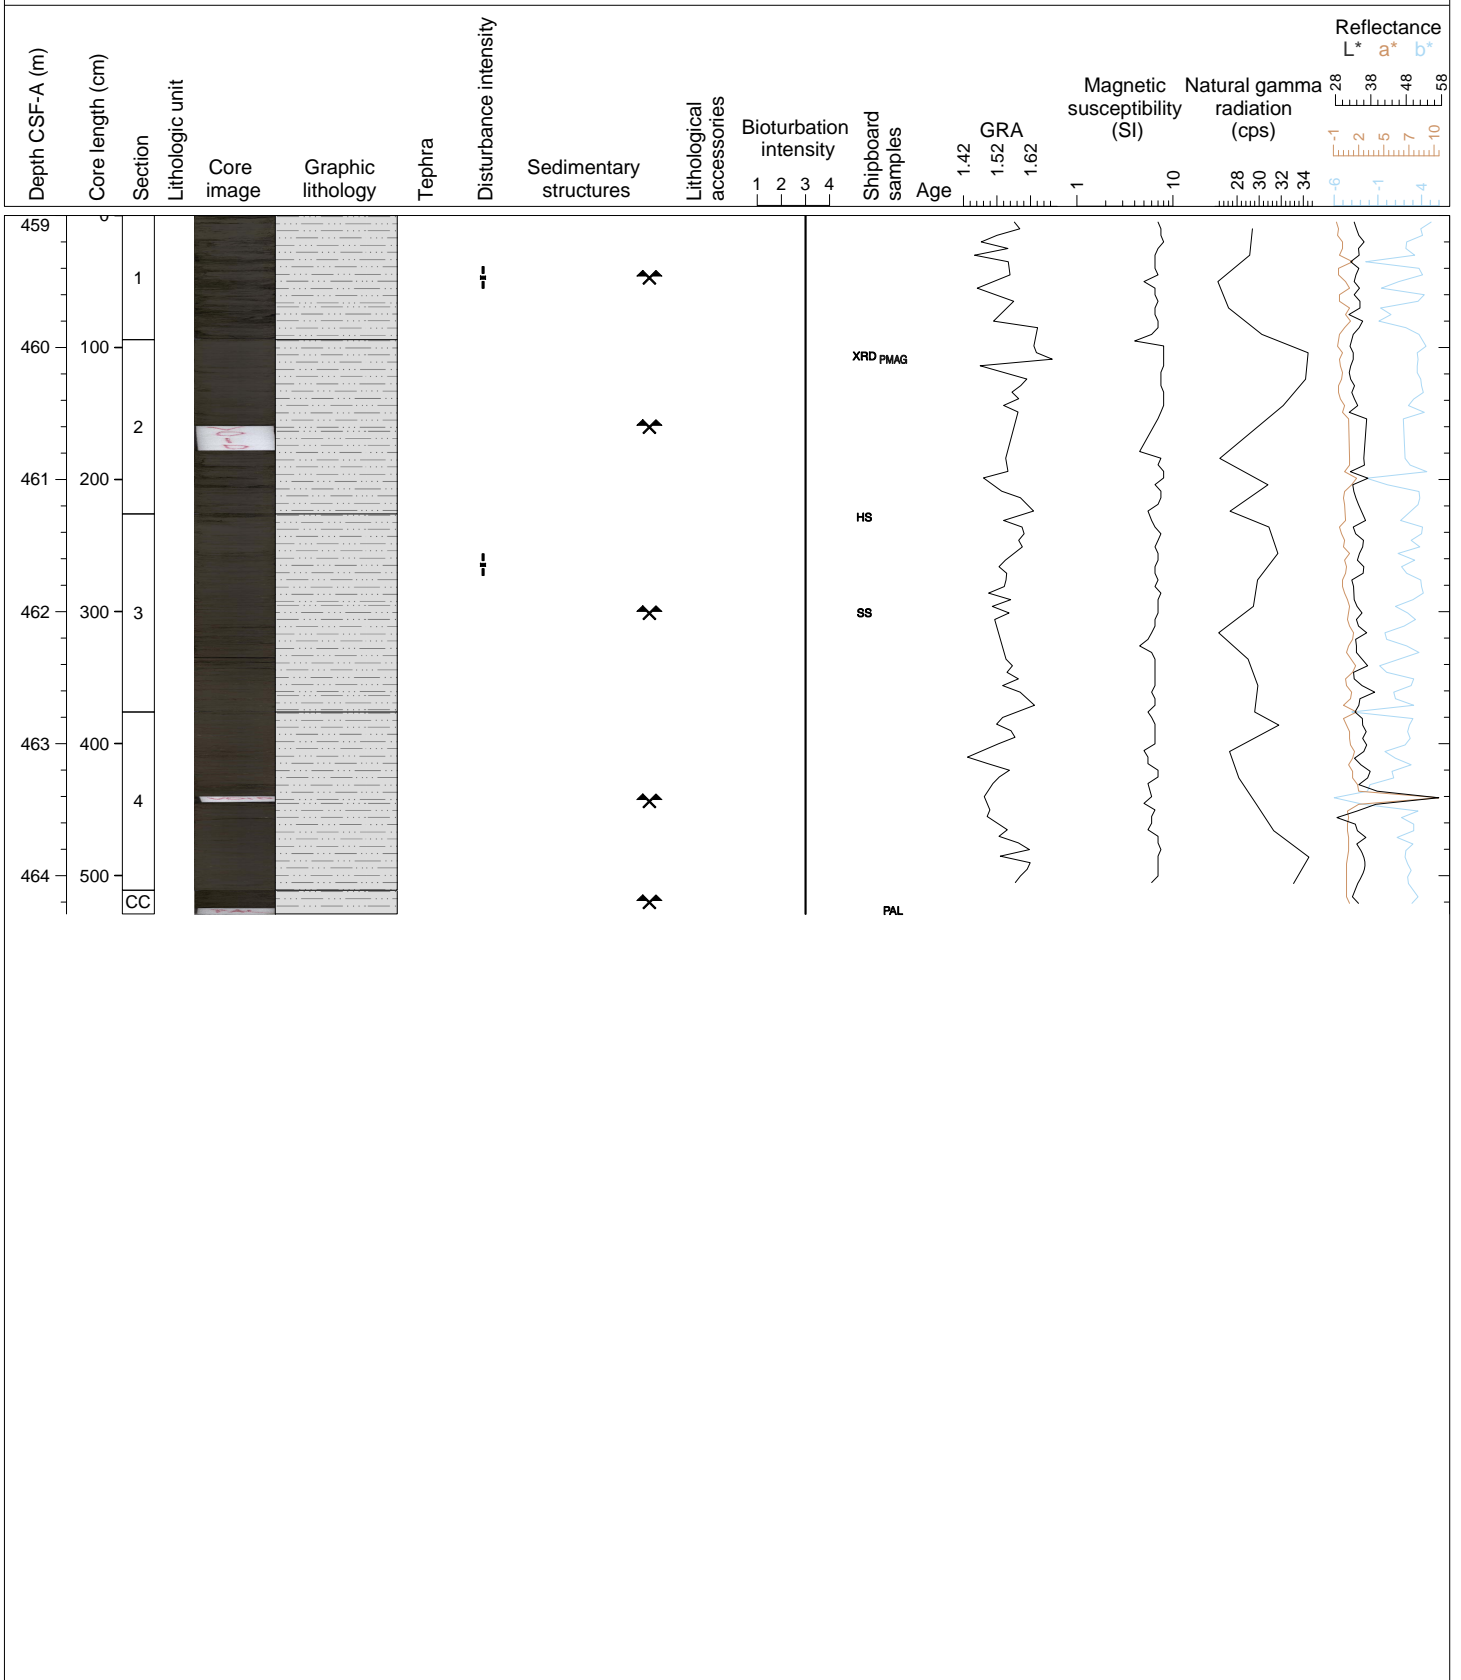 Depth CSF-A (m)
Core length (cm)
Section
Lithologic unit
Core
image
Graphic
lithology
Tephra
Disturbance intensity
Sedimentary
structures
Lithological
accessories
Bioturbation
intensity
1 2 3 4
Shipboard
samples
Age
GRA
1.42 1.52 1.62
Magnetic
susceptibility
(SI)
1 10
Natural gamma
radiation
(cps)
28 30 32 34
Reflectance
L* a* b*
28 38 48 58
-1 2 5 7 10
-6 -1 4
459
460
461
462
463
464
0
100
200
300
400
500
1
2
3
4
CC
XRD PMAG
HS
SS
PAL